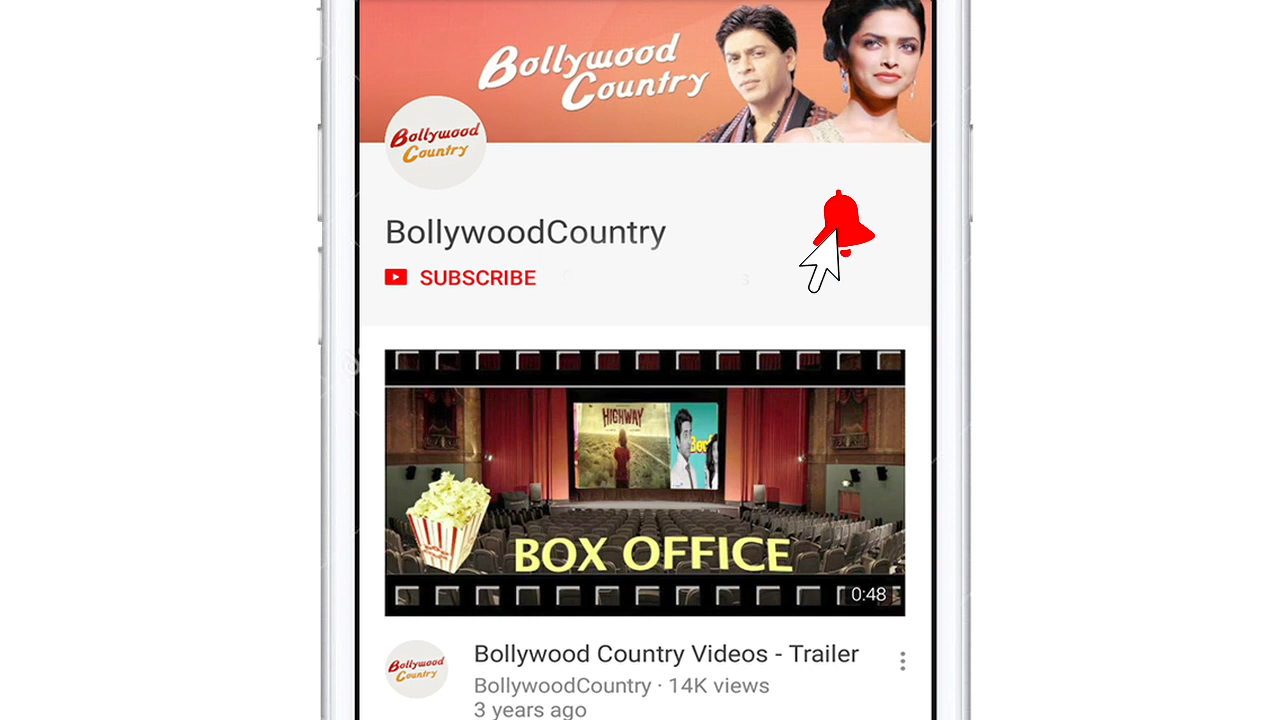 Bollywood
Country
Bollywood
Country
BollywoodCountry
SUBSCRIBE
HIGHWAY
BOX OFFICE
0:48
Bollywood
Country
Bollywood Country Videos - Trailer
BollywoodCountry · 14K views
3 years ago